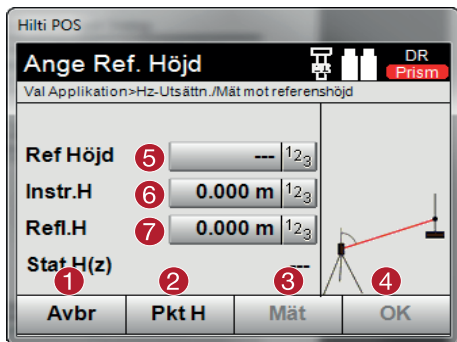 Hilti POS
Ange Ref. Höjd
DR
Prism
Val Applikation>Hz-Utsättn./Mät mot referenshöjd
Ref Höjd 5 --- 123
Instr.H 6 0.000 m 123
Refl.H 7 0.000 m 123
Stat.H(z) ---
1 2 3 4
Avbr Pkt H Mät OK